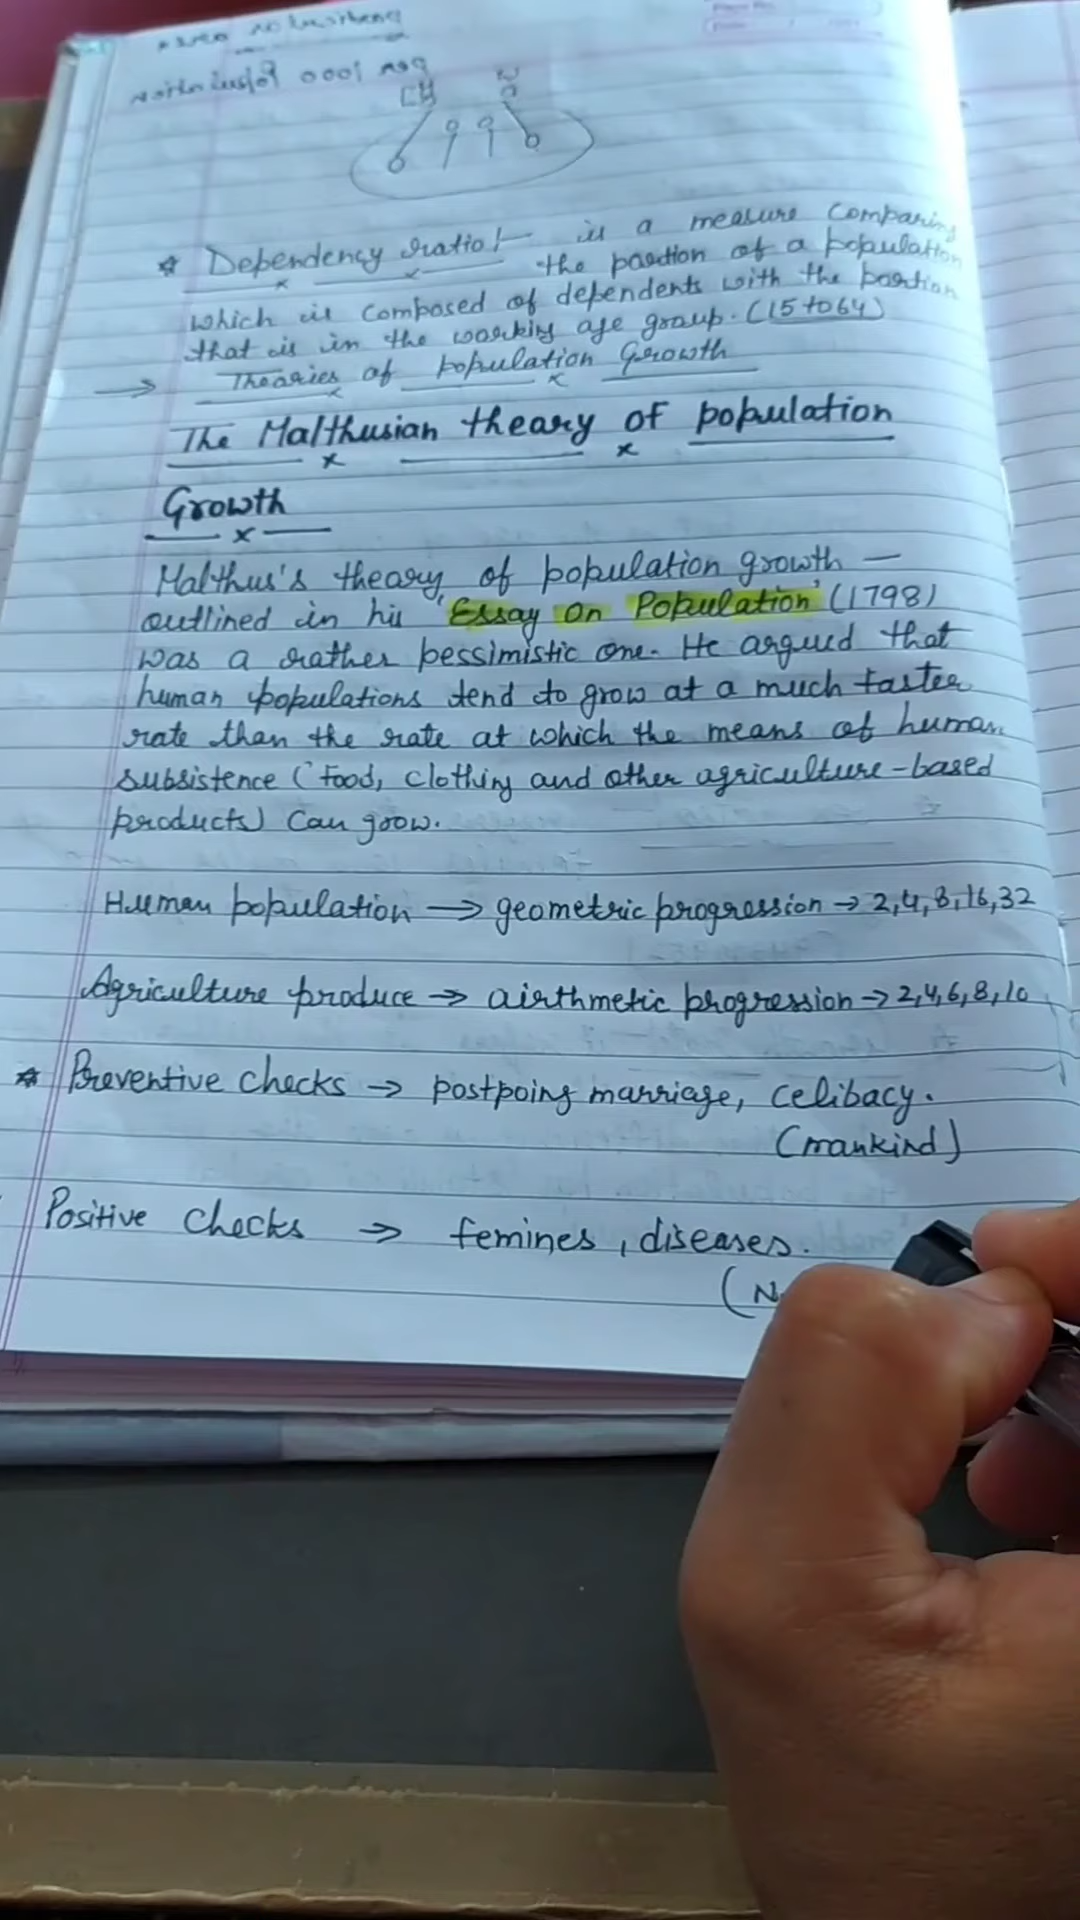 * Dependency ratio:- is a measure comparing
the paortion of a population
which is composed of dependents with the portion
that is in the working age group. (15 to 64)
→ Theories of population Growth
The Malthusian theory of population
Growth
Malthus's theory of population growth —
outlined in his 'Essay on Population' (1798)
was a rather pessimistic one. He argued that
human populations tend to grow at a much faster
rate than the rate at which the means of human
subsistence (food, clothing and other agriculture-based
products) can grow.
Human population → geometric progression → 2,4,8,16,32
Agriculture produce → airthmetic progression → 2,4,6,8,10
* Preventive checks → postpoing marriage, celibacy.
(mankind)
Positive checks → femines, diseases.
(N